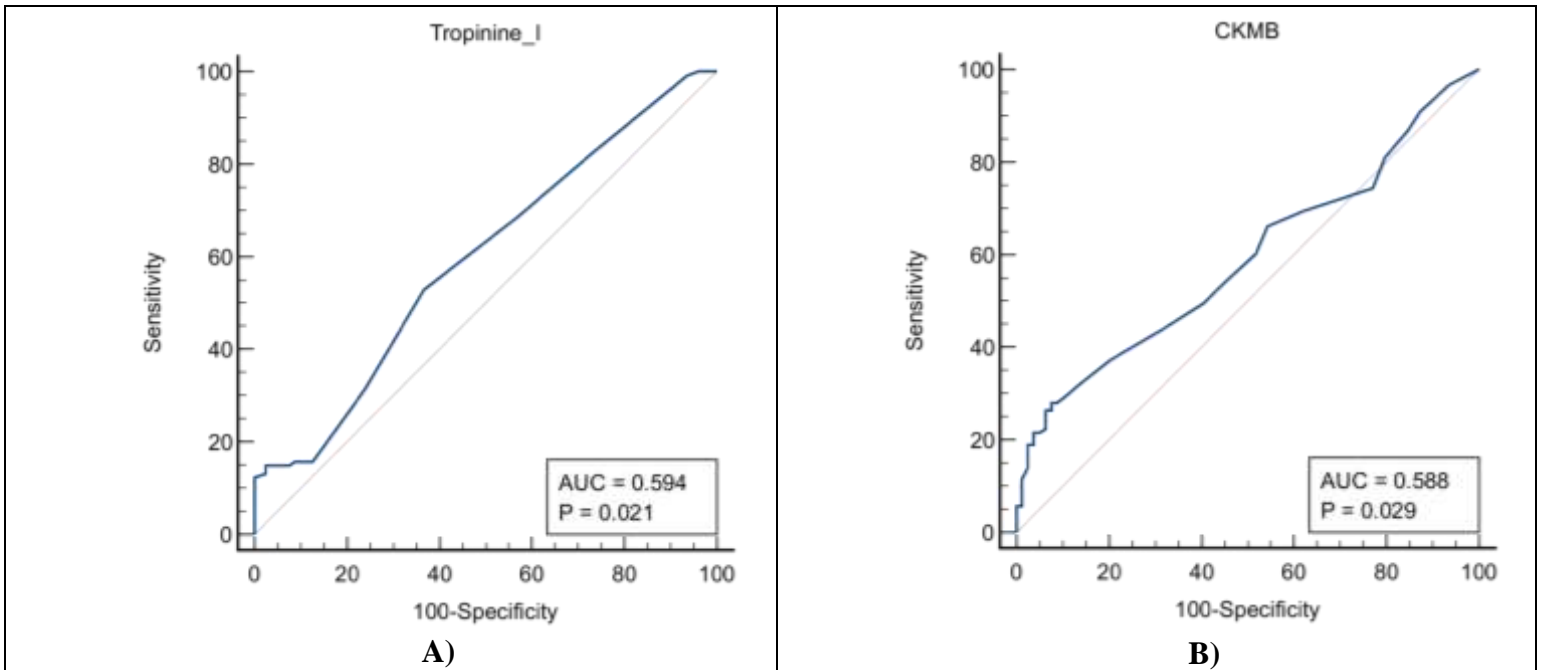 Tropinine_I
100
80
60
40
20
0
Sensitivity
AUC = 0.594
P = 0.021
0 20 40 60 80 100
100-Specificity
A)
CKMB
100
80
60
40
20
0
Sensitivity
AUC = 0.588
P = 0.029
0 20 40 60 80 100
100-Specificity
B)